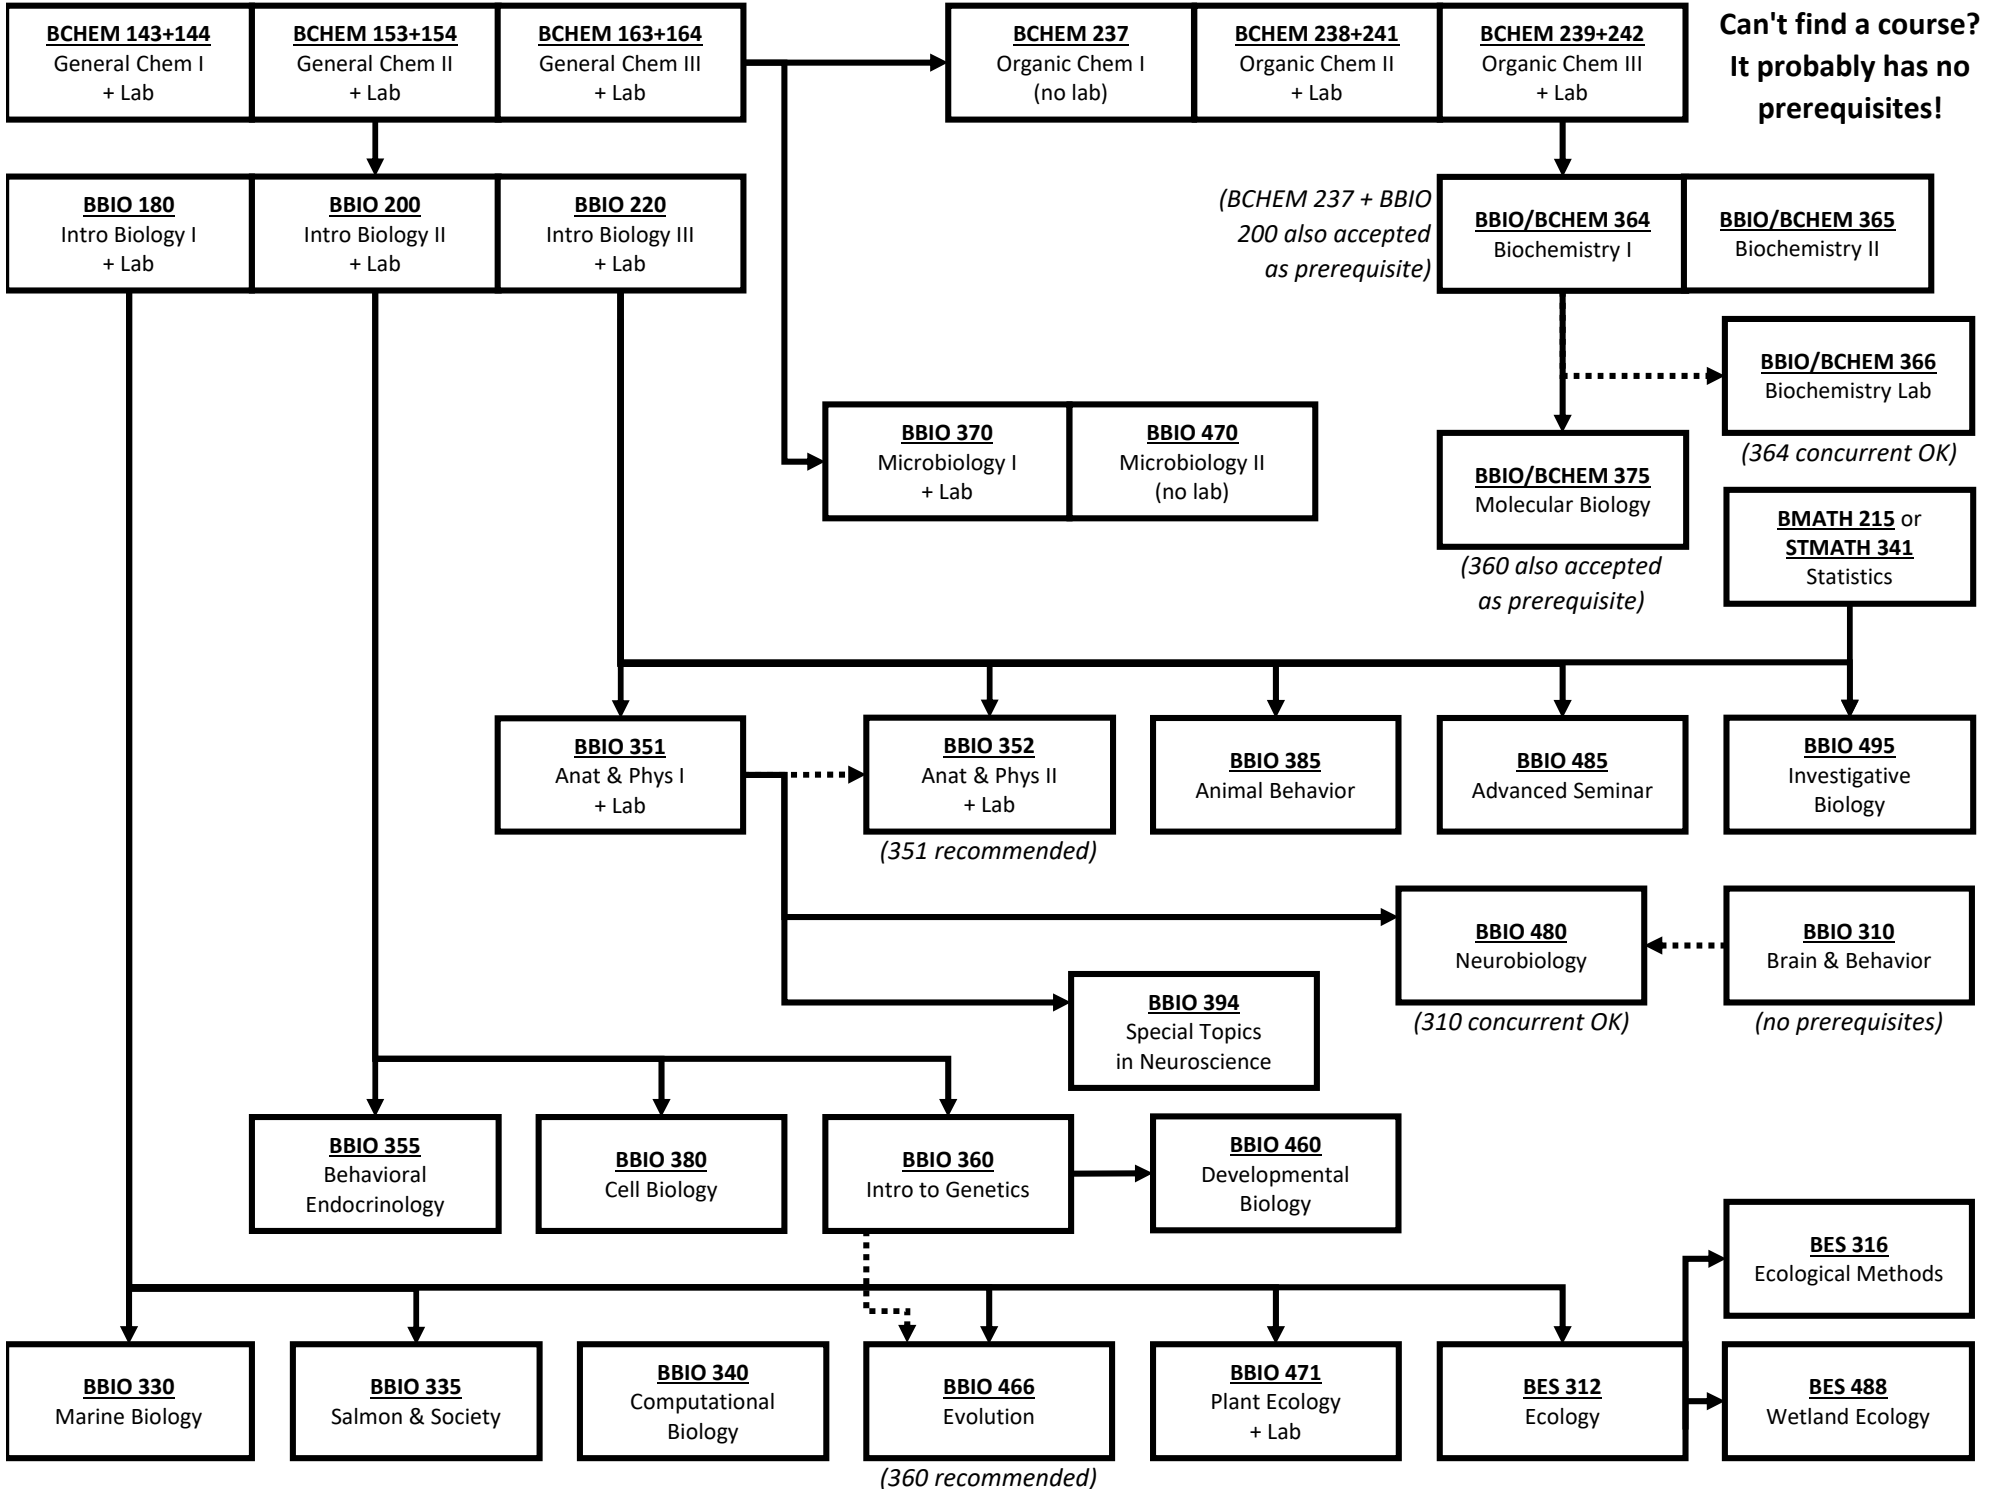 BCHEM 143+144
General Chem I
+ Lab
BCHEM 153+154
General Chem II
+ Lab
BCHEM 163+164
General Chem III
+ Lab
BCHEM 237
Organic Chem I
(no lab)
BCHEM 238+241
Organic Chem II
+ Lab
BCHEM 239+242
Organic Chem III
+ Lab
Can't find a course?
It probably has no
prerequisites!
BBIO 180
Intro Biology I
+ Lab
BBIO 200
Intro Biology II
+ Lab
BBIO 220
Intro Biology III
+ Lab
(BCHEM 237 + BBIO
200 also accepted
as prerequisite)
BBIO/BCHEM 364
Biochemistry I
BBIO/BCHEM 365
Biochemistry II
BBIO/BCHEM 366
Biochemistry Lab
(364 concurrent OK)
BBIO 370
Microbiology I
+ Lab
BBIO 470
Microbiology II
(no lab)
BBIO/BCHEM 375
Molecular Biology
(360 also accepted
as prerequisite)
BMATH 215 or
STMATH 341
Statistics
BBIO 351
Anat & Phys I
+ Lab
BBIO 352
Anat & Phys II
+ Lab
(351 recommended)
BBIO 385
Animal Behavior
BBIO 485
Advanced Seminar
BBIO 495
Investigative
Biology
BBIO 480
Neurobiology
(310 concurrent OK)
BBIO 310
Brain & Behavior
(no prerequisites)
BBIO 394
Special Topics
in Neuroscience
BBIO 355
Behavioral
Endocrinology
BBIO 380
Cell Biology
BBIO 360
Intro to Genetics
BBIO 460
Developmental
Biology
BES 316
Ecological Methods
BBIO 330
Marine Biology
BBIO 335
Salmon & Society
BBIO 340
Computational
Biology
BBIO 466
Evolution
(360 recommended)
BBIO 471
Plant Ecology
+ Lab
BES 312
Ecology
BES 488
Wetland Ecology